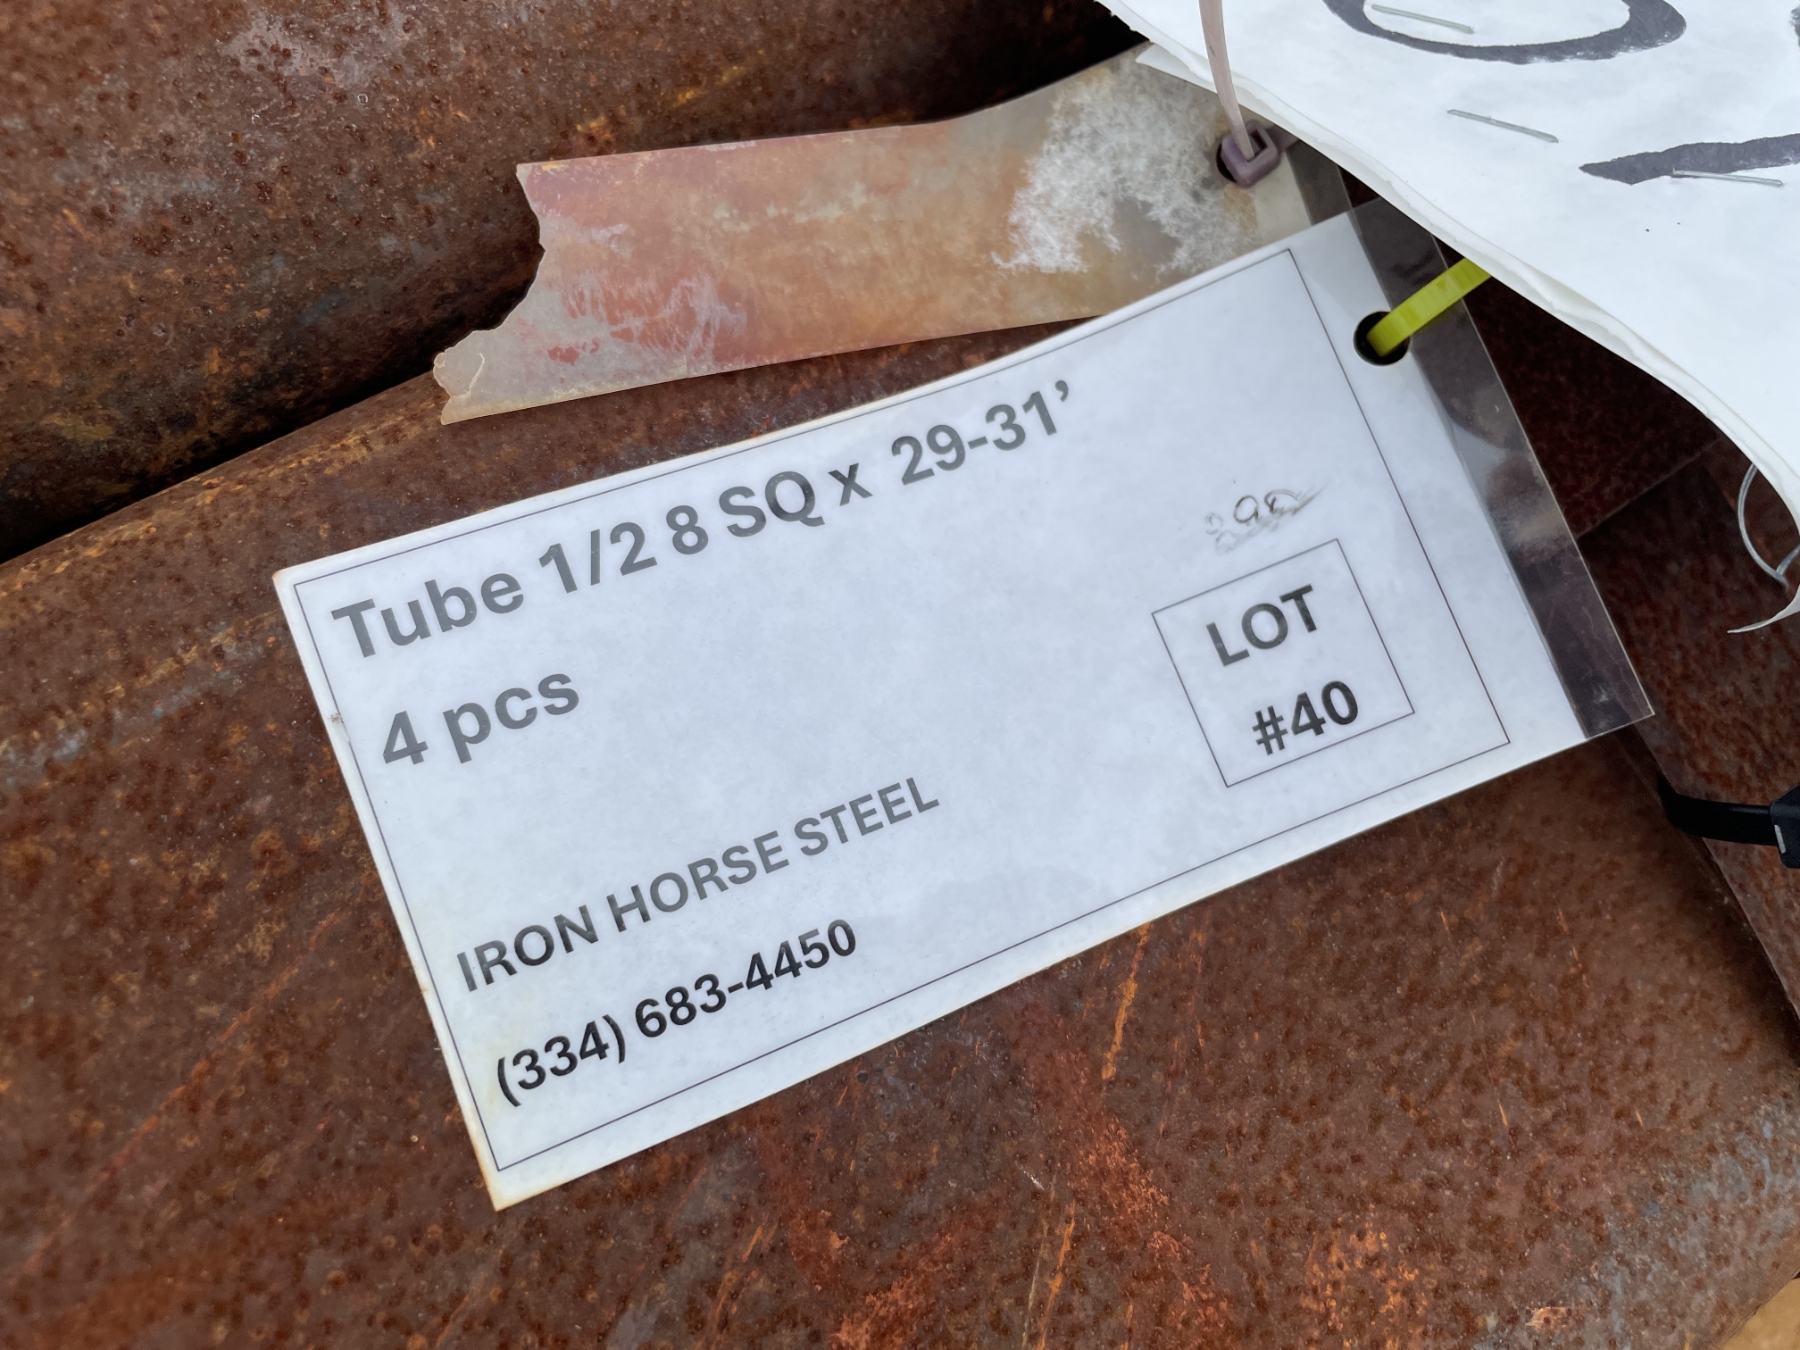 Tube 1/2 8 SQ x 29-31’
4 pcs
LOT
#40
IRON HORSE STEEL
(334) 683-4450